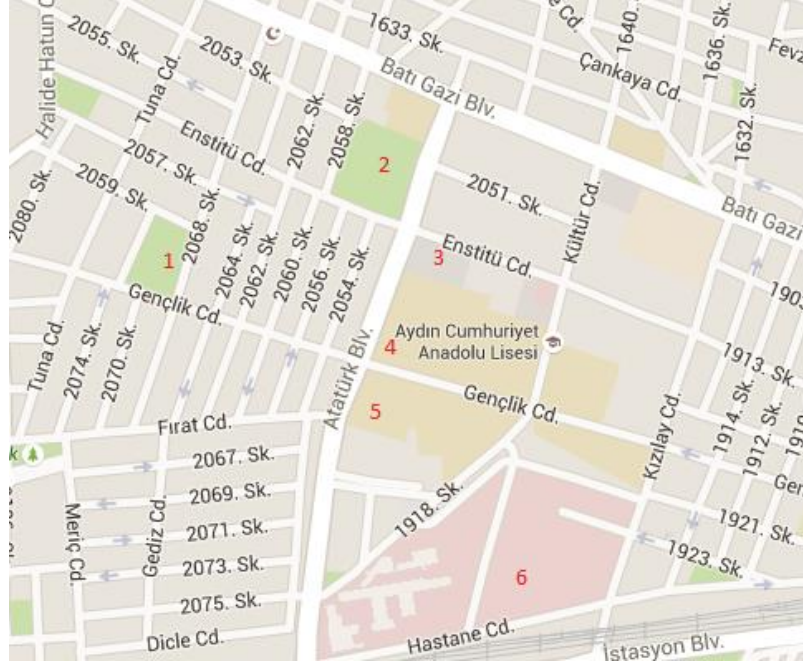 1633. Sk.
1640.
1636. Sk.
Fevz
2055. Sk.
2053. Sk.
Halide Hatun C
Tuna Cd.
Batı Gazi Blv.
Çankaya Cd.
1632. Sk.
Enstitü Cd.
2062. Sk.
2058. Sk.
2
2057. Sk.
2059. Sk.
2051. Sk.
Kültür Cd.
Batı Gazi
2080. Sk.
2068. Sk.
1
2064. Sk.
2062. Sk.
2060. Sk.
2056. Sk.
2054. Sk.
3
Enstitü Cd.
1903
Gençlik Cd.
Tuna Cd.
2074. Sk.
2070. Sk.
4
Aydın Cumhuriyet
Anadolu Lisesi
1913. Sk.
Atatürk Blv.
5
Gençlik Cd.
Kızılay Cd.
1914. Sk.
1912. Sk.
1910
Fırat Cd.
k
2067. Sk.
Gen
2069. Sk.
1918. Sk.
1921. Sk.
Meriç Cd.
Gediz Cd.
2071. Sk.
1923. Sk.
2073. Sk.
6
2075. Sk.
Dicle Cd.
Hastane Cd.
İstasyon Blv.